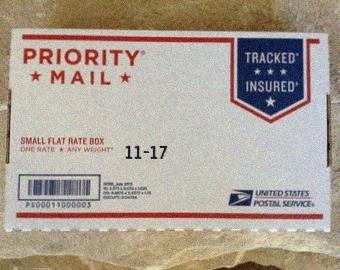 PRIORITY®
★ MAIL ★
TRACKED*
★ ★ ★
INSURED*
★
SMALL FLAT RATE BOX
ONE RATE ★ ANY WEIGHT*
11-17
PS00011000003
UNITED STATES
POSTAL SERVICE®